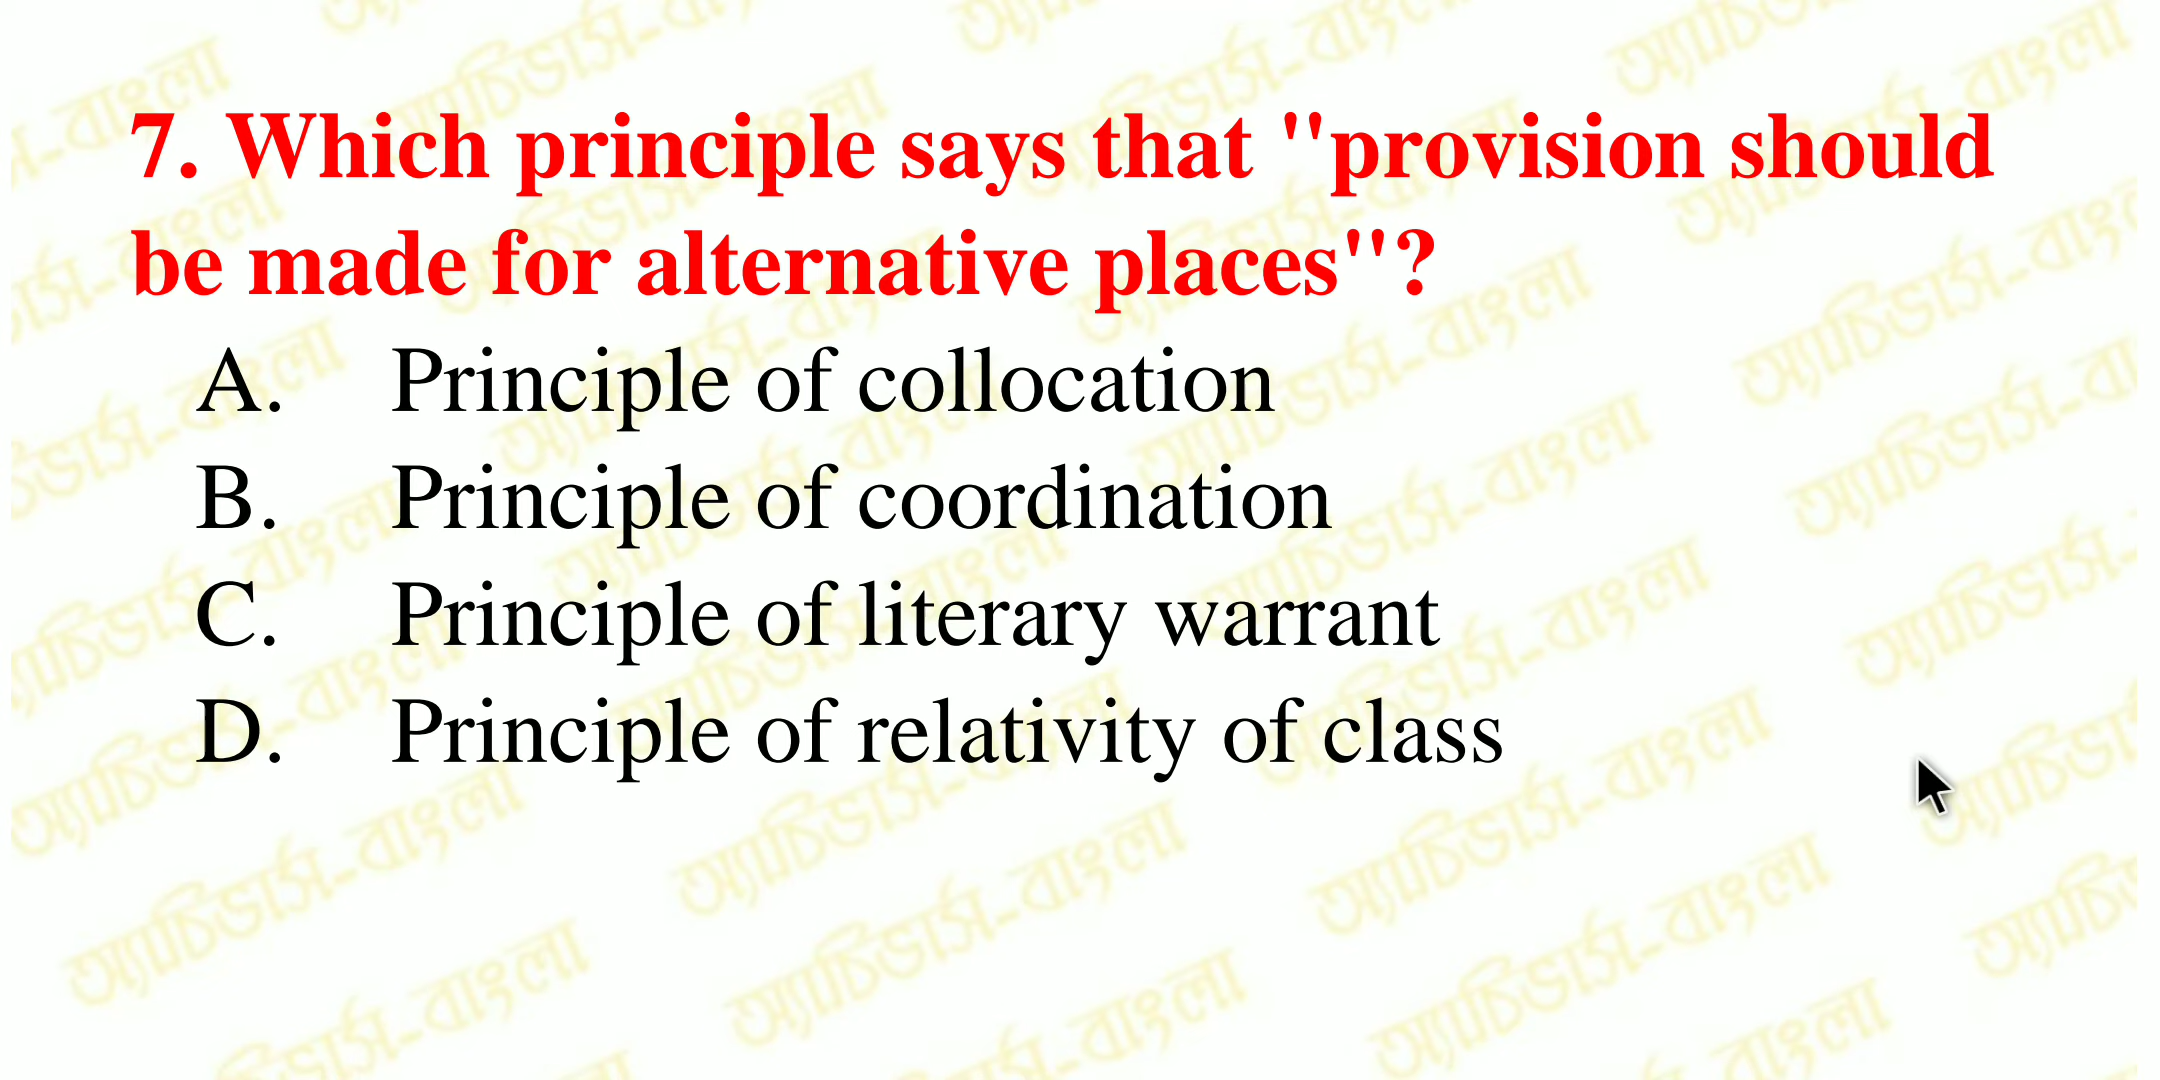 7. Which principle says that "provision should
be made for alternative places"?
A. Principle of collocation
B. Principle of coordination
C. Principle of literary warrant
D. Principle of relativity of class